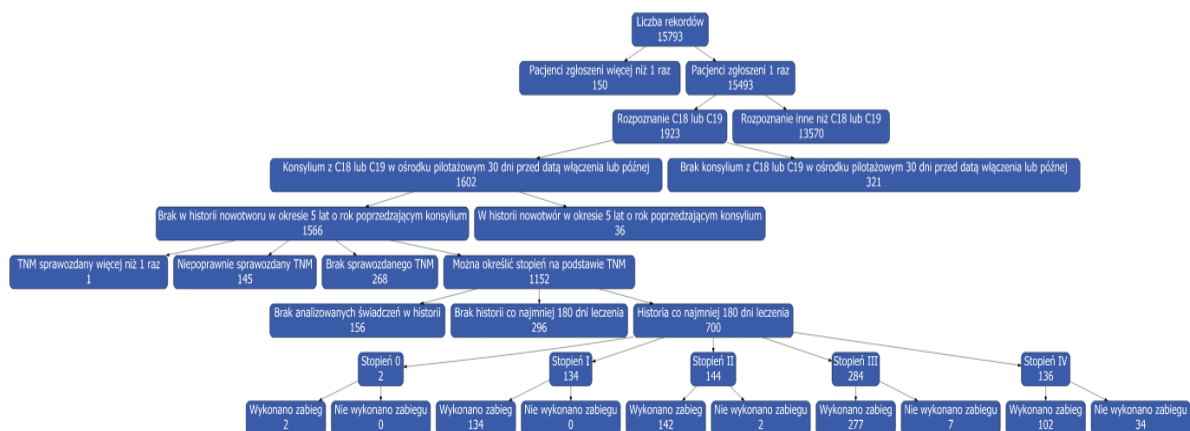 Liczba rekordów
15793
Pacjenci zgłoszeni więcej niż 1 raz
150
Pacjenci zgłoszeni 1 raz
15493
Rozpoznanie C18 lub C19
1923
Rozpoznanie inne niż C18 lub C19
13570
Konsylium z C18 lub C19 w ośrodku pilotażowym 30 dni przed datą włączenia lub później
1602
Brak konsylium z C18 lub C19 w ośrodku pilotażowym 30 dni przed datą włączenia lub póżnej
321
Brak w historii nowotworu w okresie 5 lat o rok poprzedzającym konsylium
1566
W historii nowotwór w okresie 5 lat o rok poprzedzającym konsylium
36
TNM sprawozdany więcej niż 1 raz
1
Niepoprawnie sprawozdany TNM
145
Brak sprawozdanego TNM
268
Można określić stopień na podstawie TNM
1152
Brak analizowanych świadczeń w historii
156
Brak historii co najmniej 180 dni leczenia
296
Historia co najmniej 180 dni leczenia
700
Stopień 0
2
Stopień I
134
Stopień II
144
Stopień III
284
Stopień IV
136
Wykonano zabieg
2
Nie wykonano zabiegu
0
Wykonano zabieg
134
Nie wykonano zabiegu
0
Wykonano zabieg
142
Nie wykonano zabiegu
2
Wykonano zabieg
277
Nie wykonano zabiegu
7
Wykonano zabieg
102
Nie wykonano zabiegu
34